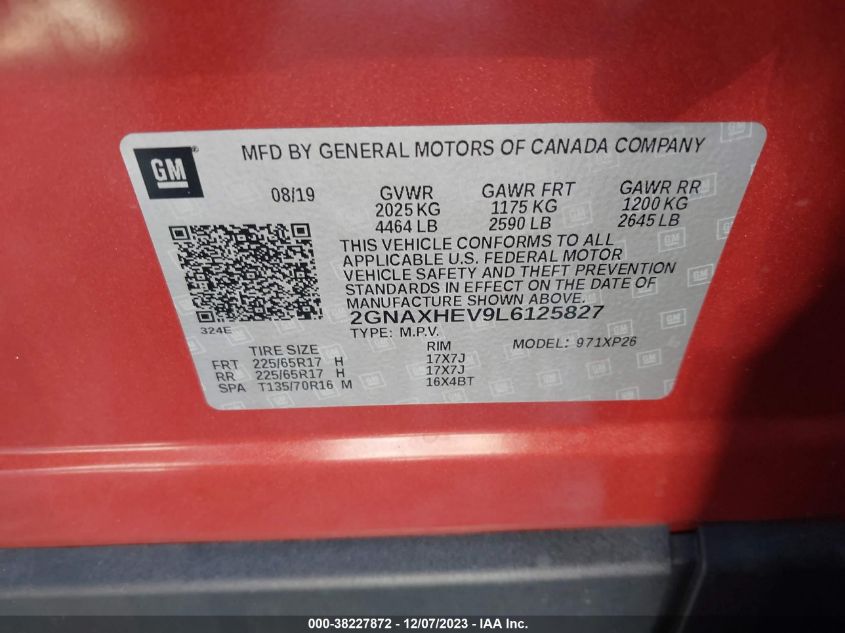 GM ®
MFD BY GENERAL MOTORS OF CANADA COMPANY
08/19 GVWR GAWR FRT GAWR RR
2025 KG 1175 KG 1200 KG
4464 LB 2590 LB 2645 LB
THIS VEHICLE CONFORMS TO ALL
APPLICABLE U.S. FEDERAL MOTOR
VEHICLE SAFETY AND THEFT PREVENTION
STANDARDS IN EFFECT ON THE DATE OF
MANUFACTURE SHOWN ABOVE.
324E
2GNAXHEV9L6125827
TYPE: M.P.V. MODEL: 971XP26
TIRE SIZE RIM
FRT 225/65R17 H 17X7J
RR 225/65R17 H 17X7J
SPA T135/70R16 M 16X4BT
000-38227872 - 12/07/2023 - IAA Inc.